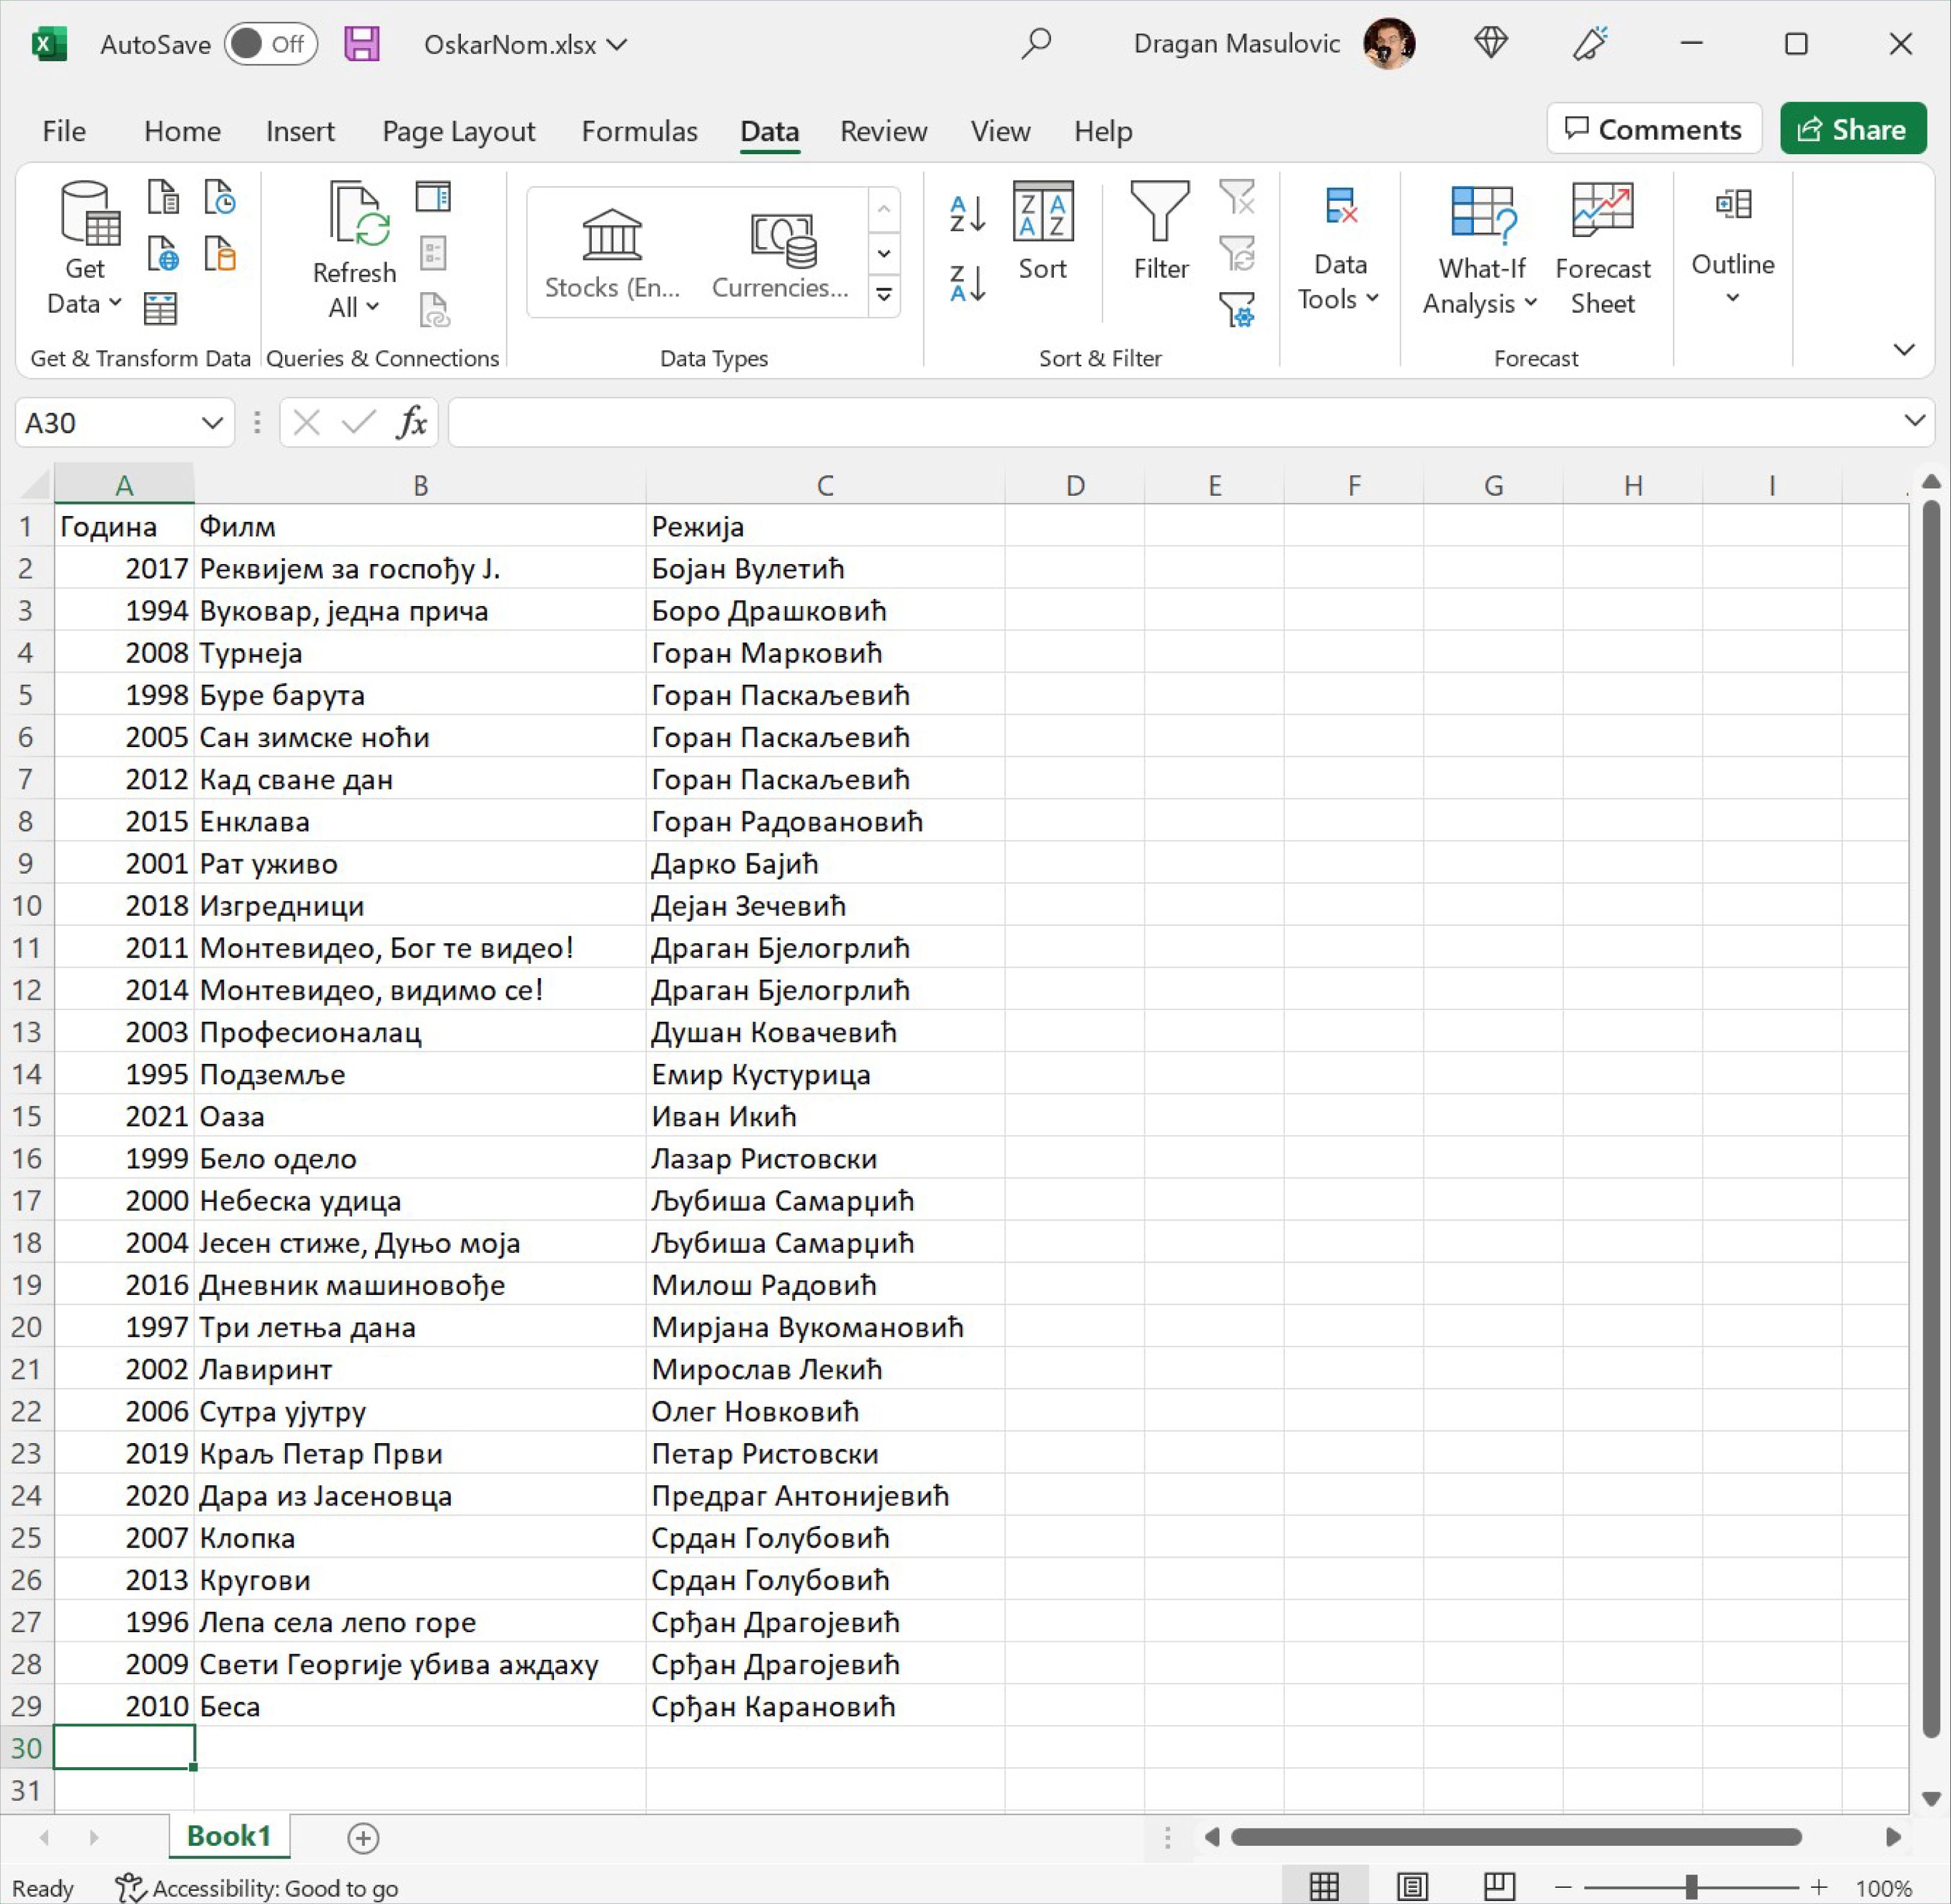 AutoSave Off OskarNom.xlsx Dragan Masulovic
File Home Insert Page Layout Formulas Data Review View Help Comments Share
Get Data Refresh All Stocks (En... Currencies... Sort Filter Data Tools What-If Analysis Forecast Sheet Outline
Get & Transform Data Queries & Connections Data Types Sort & Filter Forecast
A30 fx
A B C D E F G H I
1 Година Филм Режија
2 2017 Реквијем за госпођу Ј. Бојан Вулетић
3 1994 Вуковар, једна прича Боро Драшковић
4 2008 Турнеја Горан Марковић
5 1998 Буре барута Горан Паскаљевић
6 2005 Сан зимске ноћи Горан Паскаљевић
7 2012 Кад сване дан Горан Паскаљевић
8 2015 Енклава Горан Радовановић
9 2001 Рат уживо Дарко Бајић
10 2018 Изгредници Дејан Зечевић
11 2011 Монтевидео, Бог те видео! Драган Бјелогрлић
12 2014 Монтевидео, видимо се! Драган Бјелогрлић
13 2003 Професионалац Душан Ковачевић
14 1995 Подземље Емир Кустурица
15 2021 Оаза Иван Икић
16 1999 Бело одело Лазар Ристовски
17 2000 Небеска удица Љубиша Самарџић
18 2004 Јесен стиже, Дуњо моја Љубиша Самарџић
19 2016 Дневник машиновође Милош Радовић
20 1997 Три летња дана Мирјана Вукомановић
21 2002 Лавиринт Мирослав Лекић
22 2006 Сутра ујутру Олег Новковић
23 2019 Краљ Петар Први Петар Ристовски
24 2020 Дара из Јасеновца Предраг Антонијевић
25 2007 Клопка Срдан Голубовић
26 2013 Кругови Срдан Голубовић
27 1996 Лепа села лепо горе Срђан Драгојевић
28 2009 Свети Георгије убива аждаху Срђан Драгојевић
29 2010 Беса Срђан Карановић
30
31
Book1
Ready Accessibility: Good to go 100%